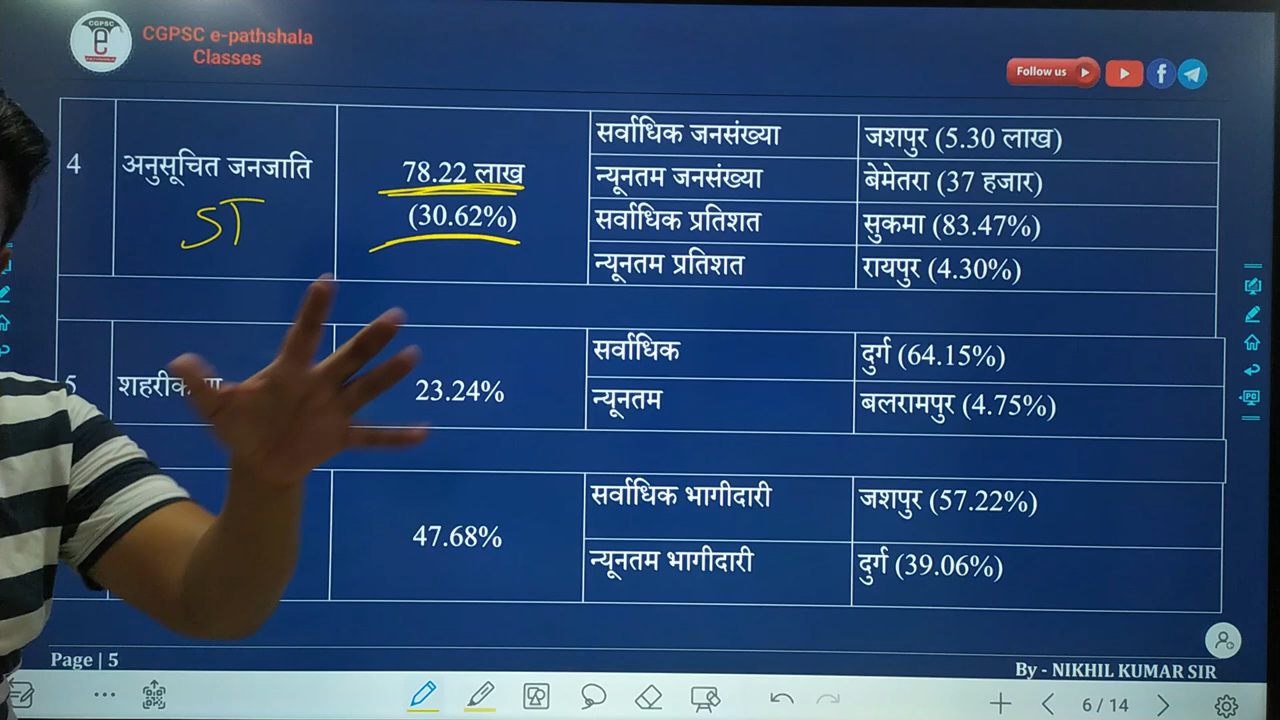 CGPSC
e
CGPSC e-pathshala
Classes
Follow us
4
अनुसूचित जनजाति
ST
78.22 लाख
(30.62%)
सर्वाधिक जनसंख्या
जशपुर (5.30 लाख)
न्यूनतम जनसंख्या
बेमेतरा (37 हजार)
सर्वाधिक प्रतिशत
सुकमा (83.47%)
न्यूनतम प्रतिशत
रायपुर (4.30%)
5
23.24%
सर्वाधिक
दुर्ग (64.15%)
न्यूनतम
बलरामपुर (4.75%)
47.68%
सर्वाधिक भागीदारी
जशपुर (57.22%)
न्यूनतम भागीदारी
दुर्ग (39.06%)
Page | 5
By - NIKHIL KUMAR SIR
6 / 14